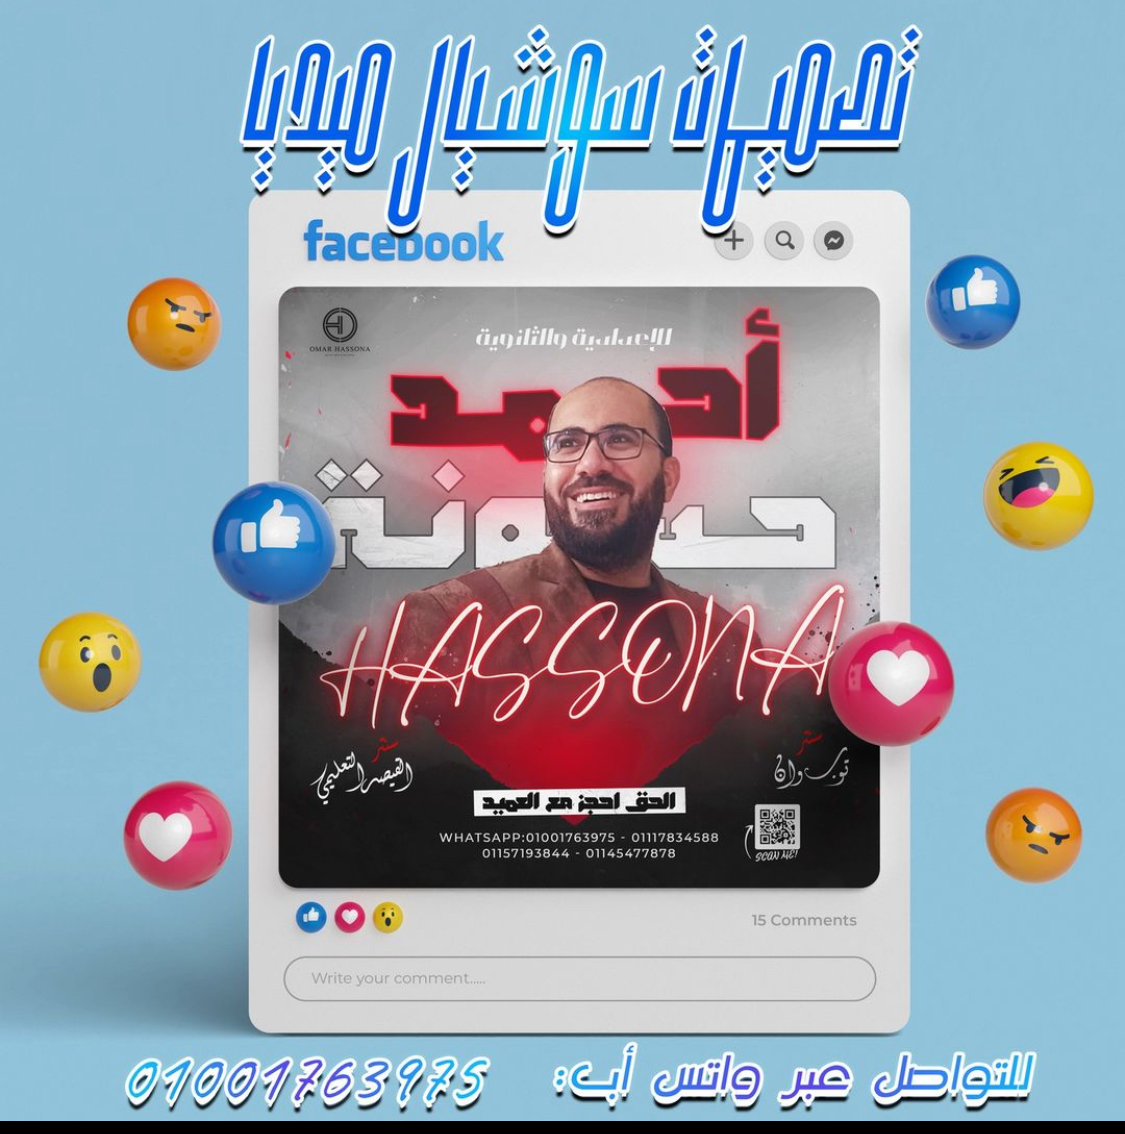 تصميمات سوشيال ميديا
facebook
OMAR HASSONA
للإعدادية والثانوية
أحمد
حسونة
HASSONA
سنتر
القيصر التعليمي
سنتر
توب وان
الحق احجز مع العميد
WHATSAPP:01001763975 - 01117834588
01157193844 - 01145477878
SCAN ME!
15 Comments
Write your comment.....
للتواصل عبر واتس أب: 01001763975